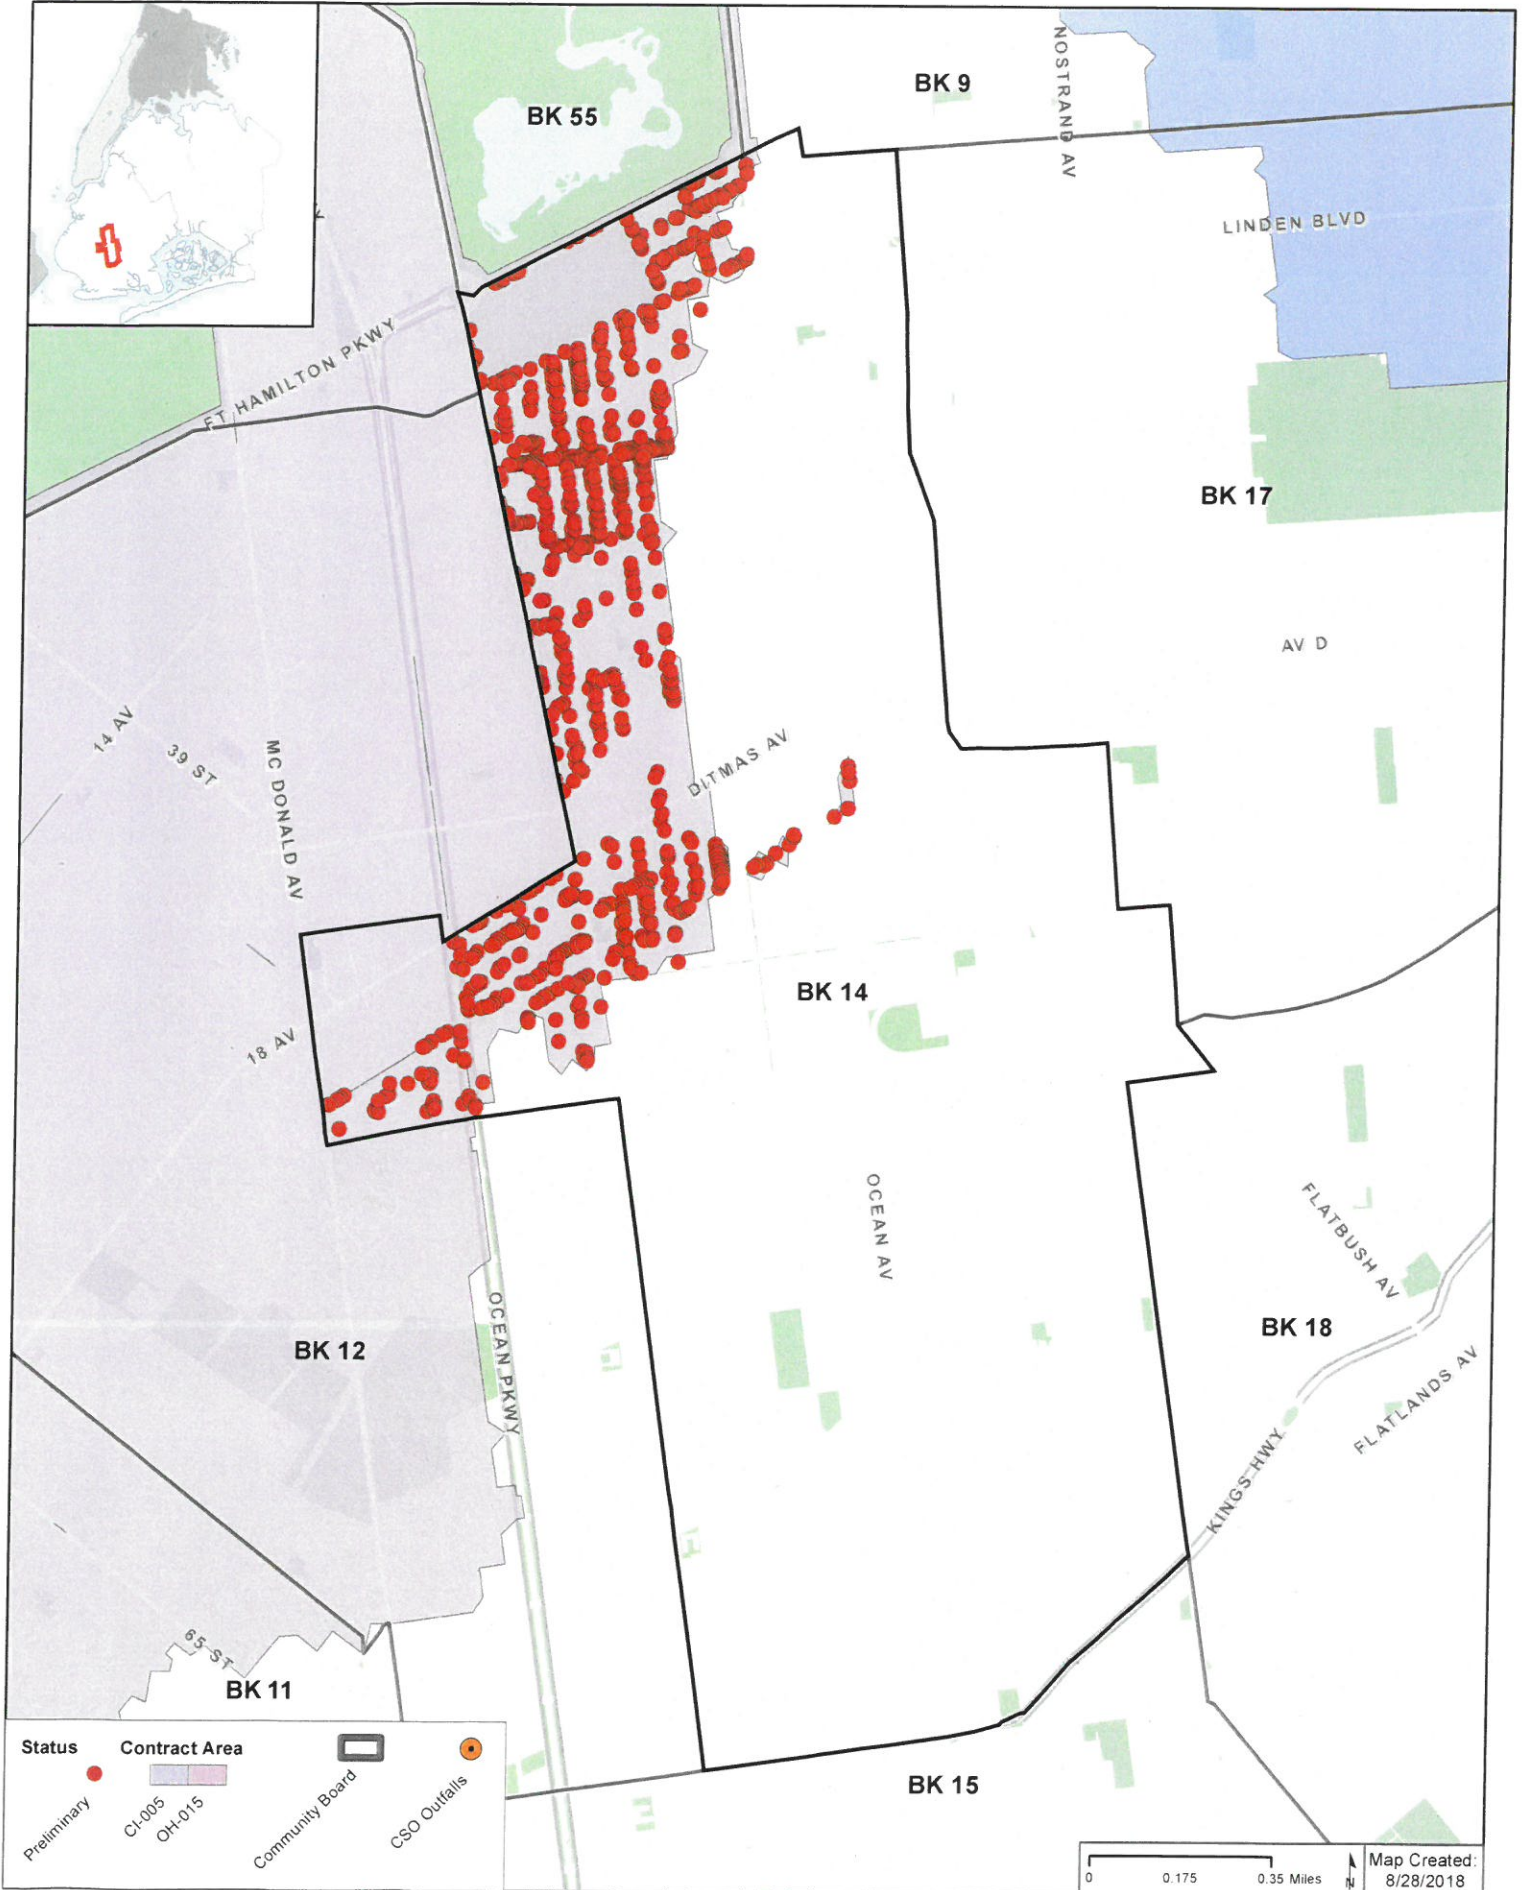 BK 55
BK 9
NOSTRAND AV
LINDEN BLVD
FT HAMILTON PKWY
BK 17
AV D
14 AV
39 ST
MC DONALD AV
DITMAS AV
BK 14
18 AV
OCEAN AV
FLATBUSH AV
BK 18
BK 12
OCEAN PKWY
FLATLANDS AV
KINGS HWY
65 ST
BK 11
BK 15
Status
Contract Area
Preliminary
CI-005
OH-015
Community Board
CSO Outfalls
0 0.175 0.35 Miles
N
Map Created:
8/28/2018